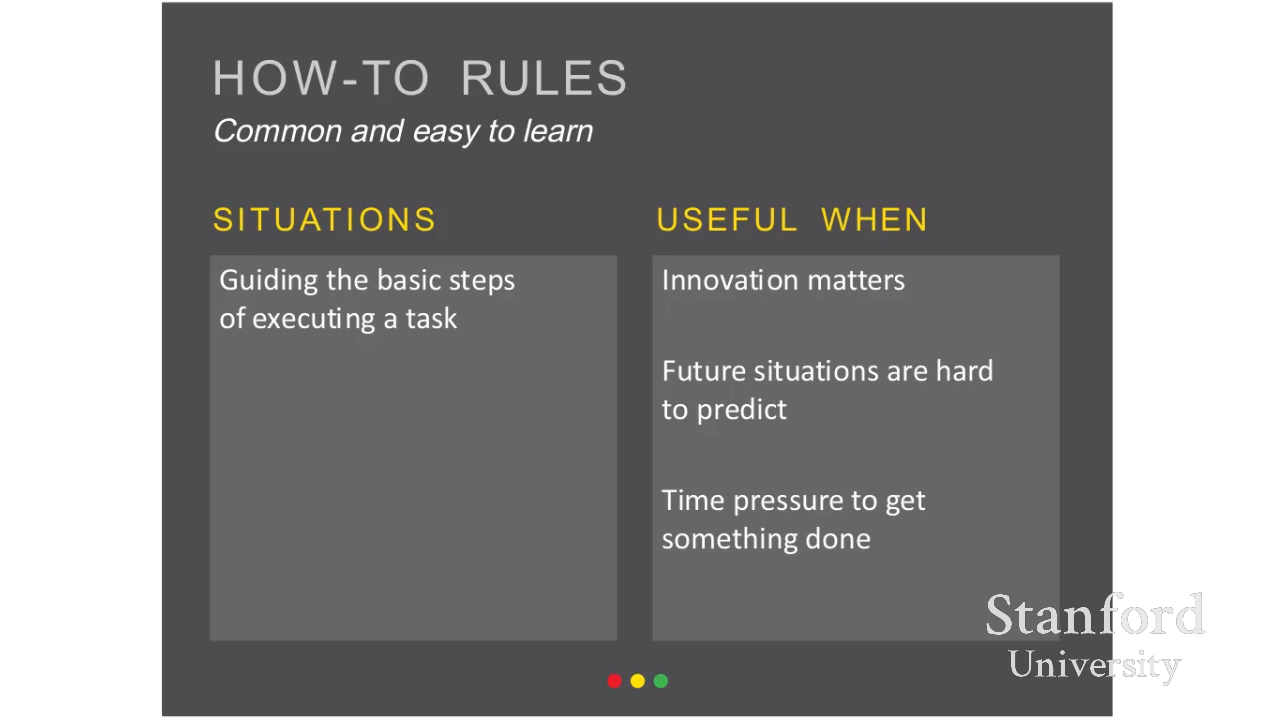 HOW-TO RULES
Common and easy to learn
SITUATIONS
Guiding the basic steps
of executing a task
USEFUL WHEN
Innovation matters
Future situations are hard
to predict
Time pressure to get
something done
Stanford
University